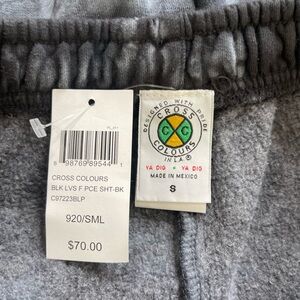 8 98769 89544 1
CROSS COLOURS
BLK LVS F PCE SHT-BK
C97223BLP
920/SML
$70.00
DESIGNED WITH PRIDE
CROSS
C C
COLOURS
IN L.A.®
YA DIG × YA DIG
MADE IN MEXICO
S